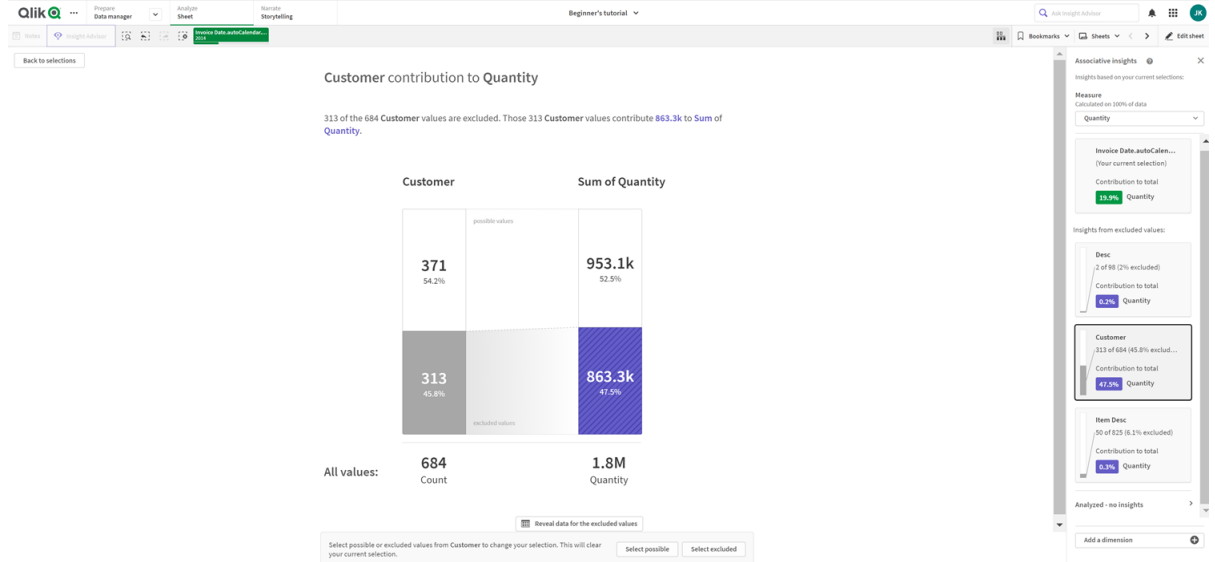 Qlik
Prepare
Data manager
Analyze
Sheet
Narrate
Storytelling
Beginner's tutorial
Ask Insight Advisor
JK
Notes
Insight Advisor
Invoice Date.autoCalendar....
2014
Bookmarks
Sheets
Edit sheet
Back to selections
Customer contribution to Quantity
313 of the 684 Customer values are excluded. Those 313 Customer values contribute 863.3k to Sum of
Quantity.
Customer
Sum of Quantity
possible values
371
54.2%
953.1k
52.5%
313
45.8%
863.3k
47.5%
excluded values
All values:
684
Count
1.8M
Quantity
Reveal data for the excluded values
Select possible or excluded values from Customer to change your selection. This will clear
your current selection.
Select possible
Select excluded
Associative insights
Insights based on your current selections:
Measure
Calculated on 100% of data
Quantity
Invoice Date.autoCalen...
(Your current selection)
Contribution to total
19.9% Quantity
Insights from excluded values:
Desc
2 of 98 (2% excluded)
Contribution to total
0.2% Quantity
Customer
313 of 684 (45.8% exclud...
Contribution to total
47.5% Quantity
Item Desc
50 of 825 (6.1% excluded)
Contribution to total
0.3% Quantity
Analyzed - no insights
Add a dimension